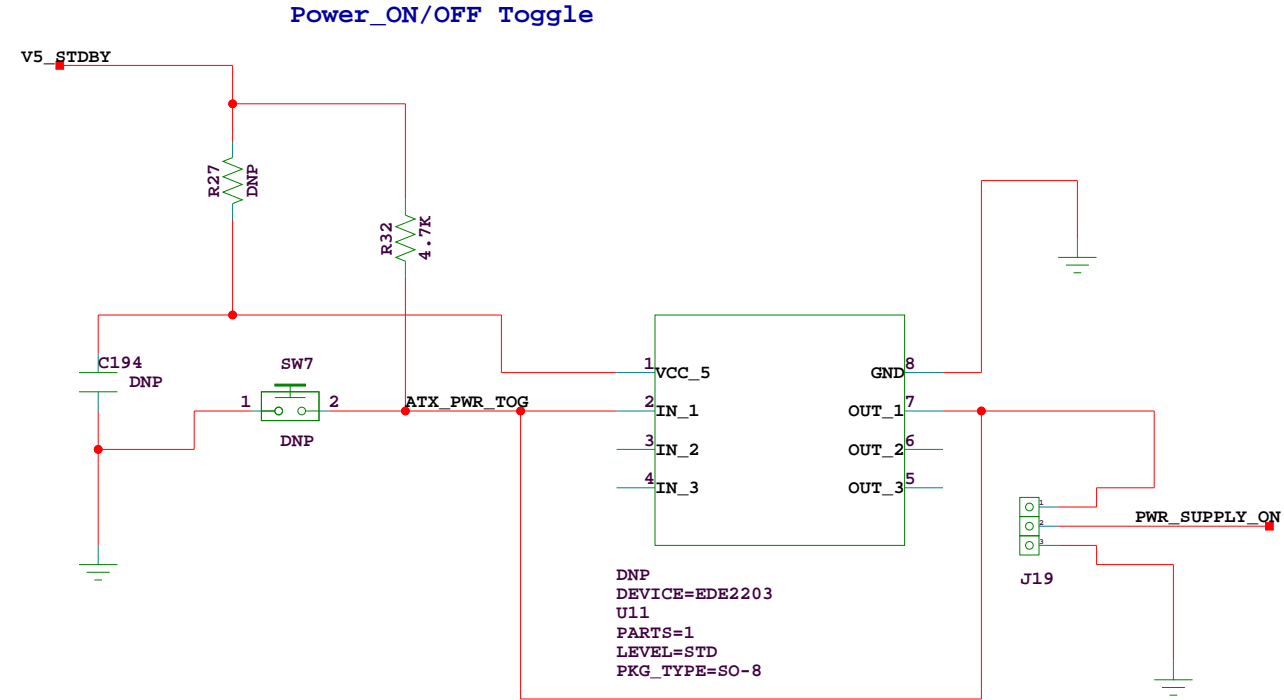 Power_ON/OFF Toggle
V5_STDBY
R27
DNP
R32
4.7K
C194
DNP
SW7
1
2
DNP
ATX_PWR_TOG
1
VCC_5
2
IN_1
3
IN_2
4
IN_3
GND
8
OUT_1
7
OUT_2
6
OUT_3
5
DNP
DEVICE=EDE2203
U11
PARTS=1
LEVEL=STD
PKG_TYPE=SO-8
1
2
3
J19
PWR_SUPPLY_ON